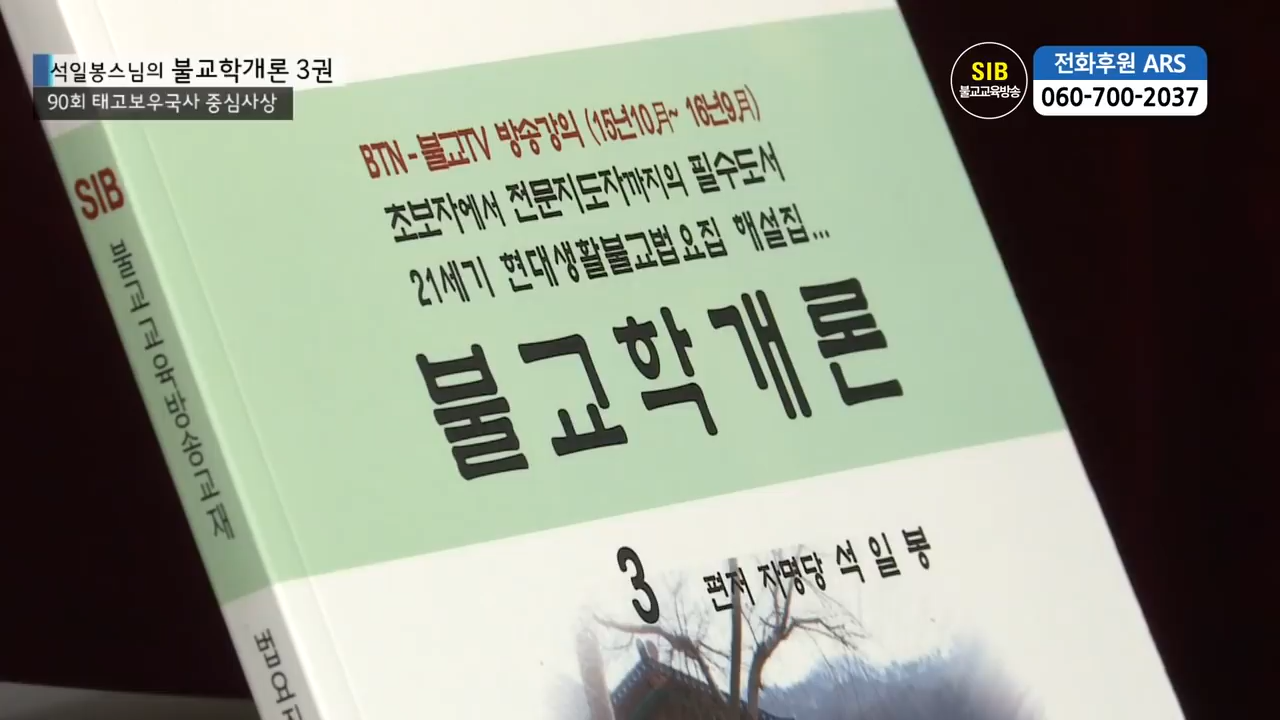 석일봉스님의 불교학개론 3권
90회 태고보우국사 중심사상
SIB
불교교육방송
전화후원 ARS
060-700-2037
BTN - 불교TV 방송강의 (15년10月~ 16년9月)
초보자에서 전문지도자까지의 필수도서
21세기 현대생활불교법요집 해설집...
불교학개론
3
편저 자명당 석일봉
SIB
불교교육방송교재